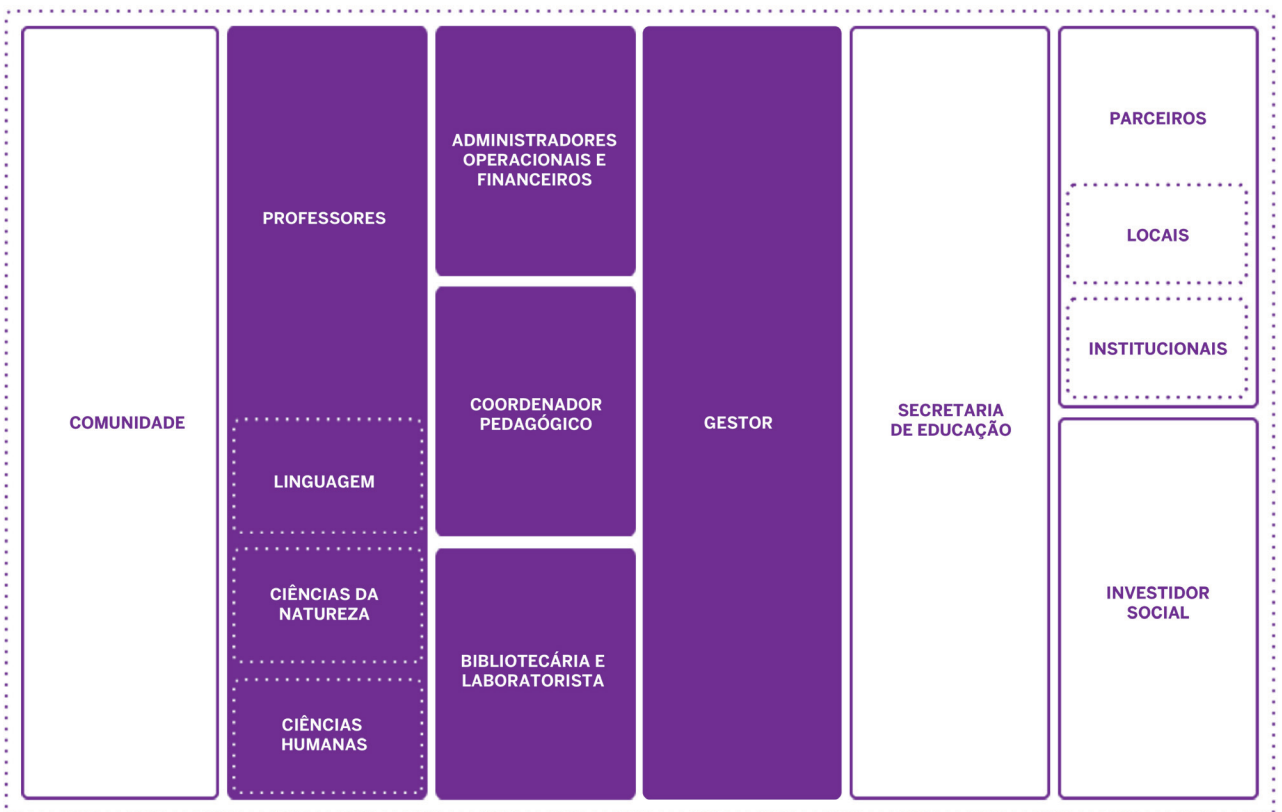 COMUNIDADE
PROFESSORES
LINGUAGEM
CIÊNCIAS DA
NATUREZA
CIÊNCIAS
HUMANAS
ADMINISTRADORES
OPERACIONAIS E
FINANCEIROS
COORDENADOR
PEDAGÓGICO
BIBLIOTECÁRIA E
LABORATORISTA
GESTOR
SECRETARIA
DE EDUCAÇÃO
PARCEIROS
LOCAIS
INSTITUCIONAIS
INVESTIDOR
SOCIAL